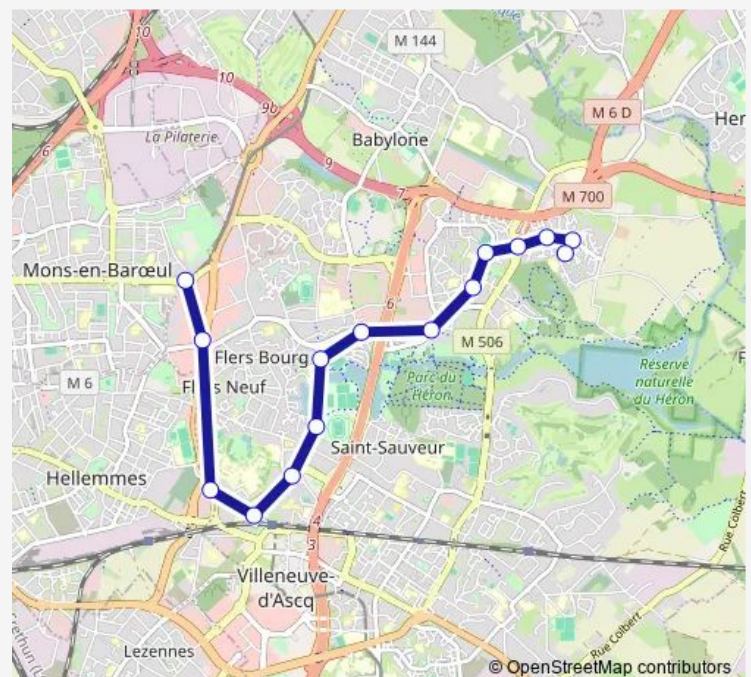 10
M 144
10
9b
La Pilaterie
M 6 D
Her
6
Babylone
9
7
M 700
Mons-en-Barœul
6
M 506
Flers Bourg
M 6
Parc du
Héron
Réserve
naturelle
du Héron
Saint-Sauveur
Hellemmes
4
3
Rue Colbert
Villeneuve-
d'Ascq
Lezennes
Rue Colbert
© OpenStreetMap contributors